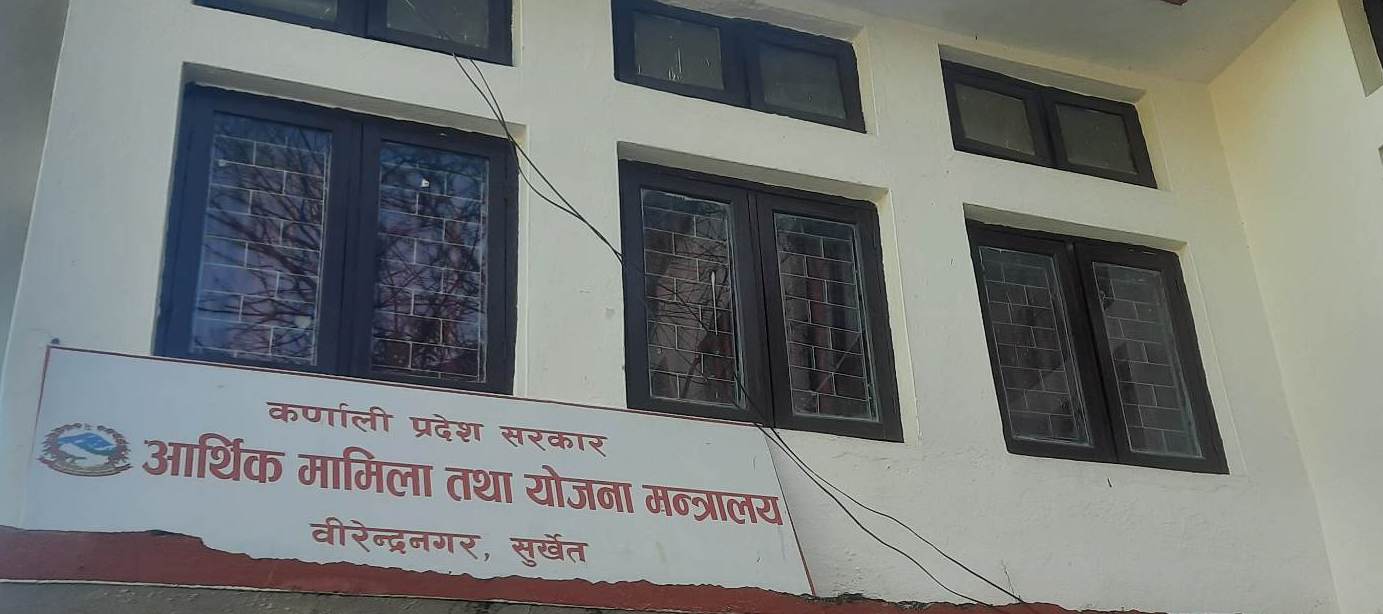 कर्णाली प्रदेश सरकार
आर्थिक मामिला तथा योजना मन्त्रालय
वीरेन्द्रनगर, सुर्खेत